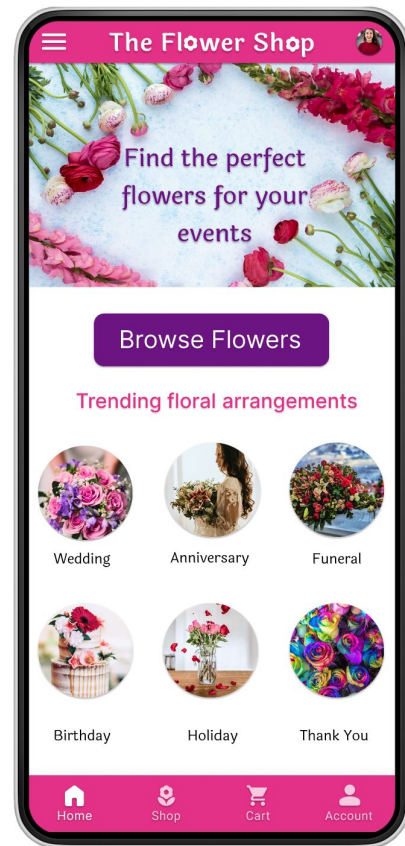 The Flower Shop
Find the perfect
flowers for your
events
Browse Flowers
Trending floral arrangements
Wedding
Anniversary
Funeral
Birthday
Holiday
Thank You
Home
Shop
Cart
Account